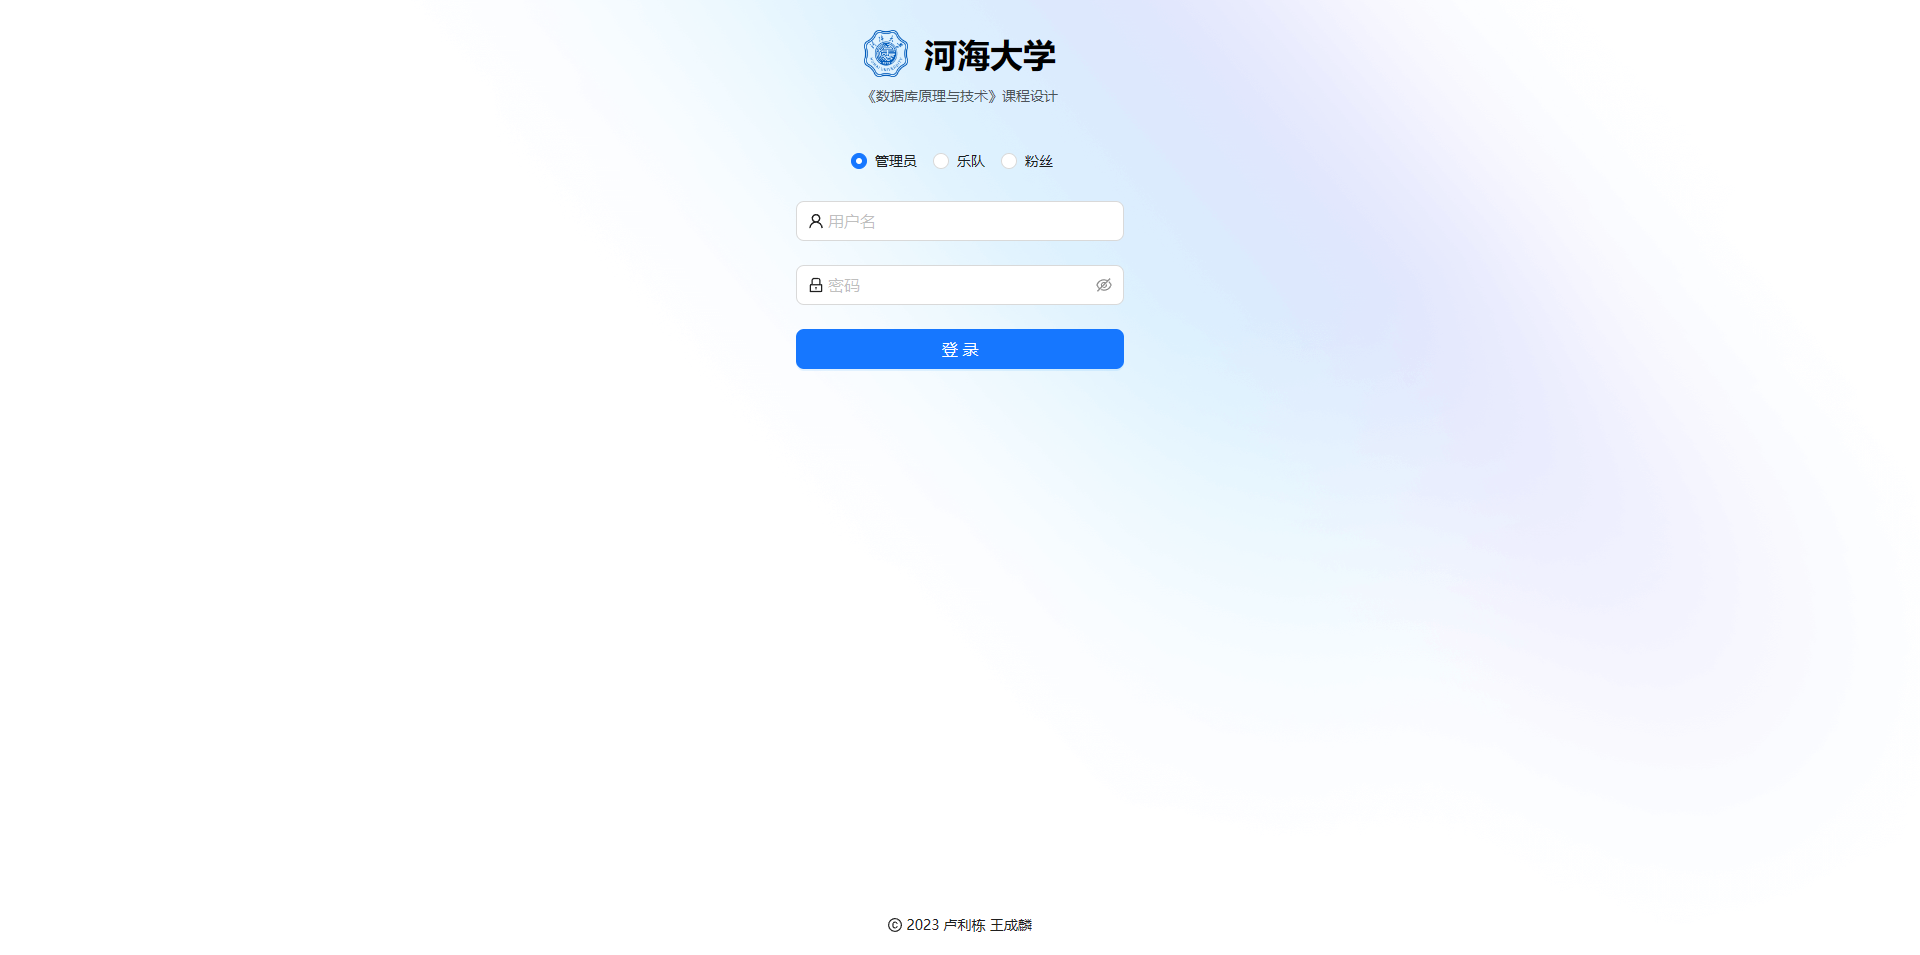 河海大学
《数据库原理与技术》课程设计
管理员 乐队 粉丝
用户名
密码
登录
© 2023 卢利栋 王成麟